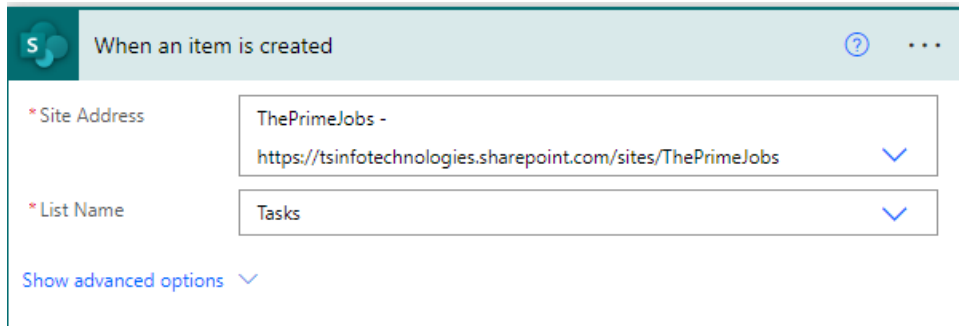 S When an item is created ? ...
* Site Address ThePrimeJobs -
https://tsinfotechnologies.sharepoint.com/sites/ThePrimeJobs
* List Name Tasks
Show advanced options